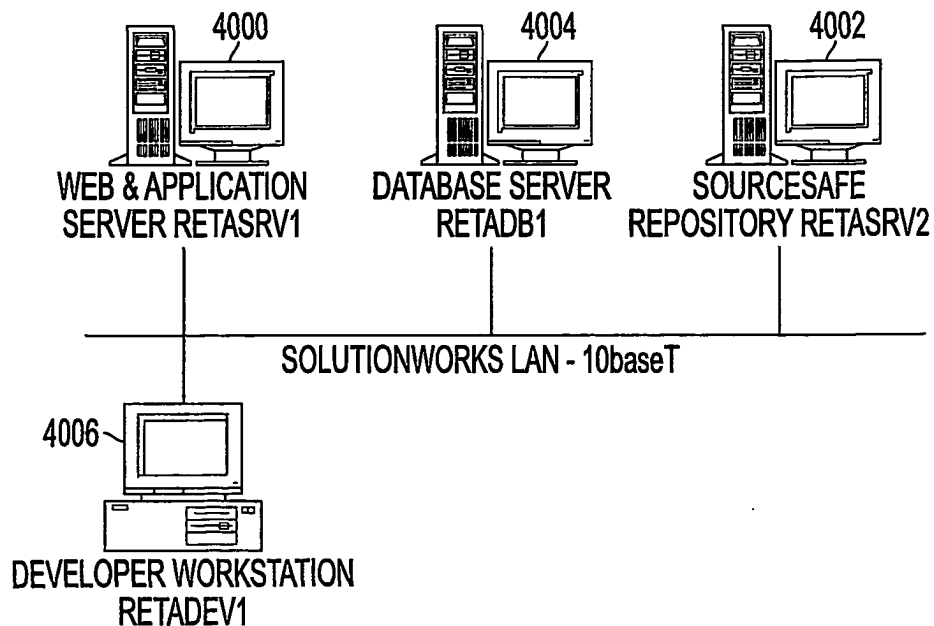 4000
4004
4002
WEB & APPLICATION
SERVER RETASRV1
DATABASE SERVER
RETADB1
SOURCESAFE
REPOSITORY RETASRV2
SOLUTIONWORKS LAN - 10baseT
4006
DEVELOPER WORKSTATION
RETADEV1